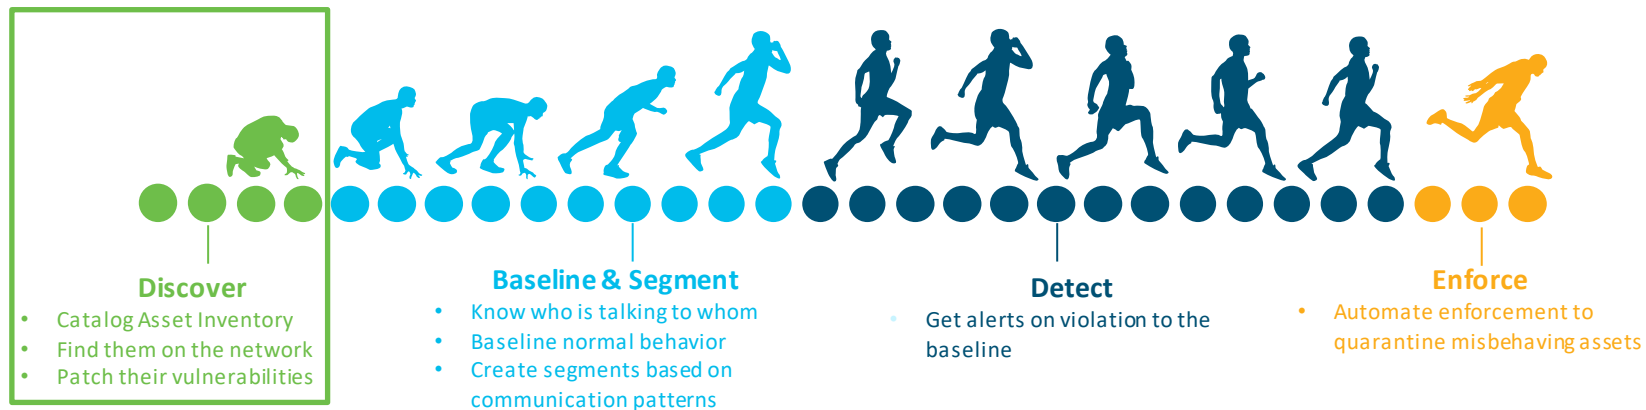 Discover
• Catalog Asset Inventory
• Find them on the network
• Patch their vulnerabilities
Baseline & Segment
• Know who is talking to whom
• Baseline normal behavior
• Create segments based on
communication patterns
Detect
• Get alerts on violation to the
baseline
Enforce
• Automate enforcement to
quarantine misbehaving assets